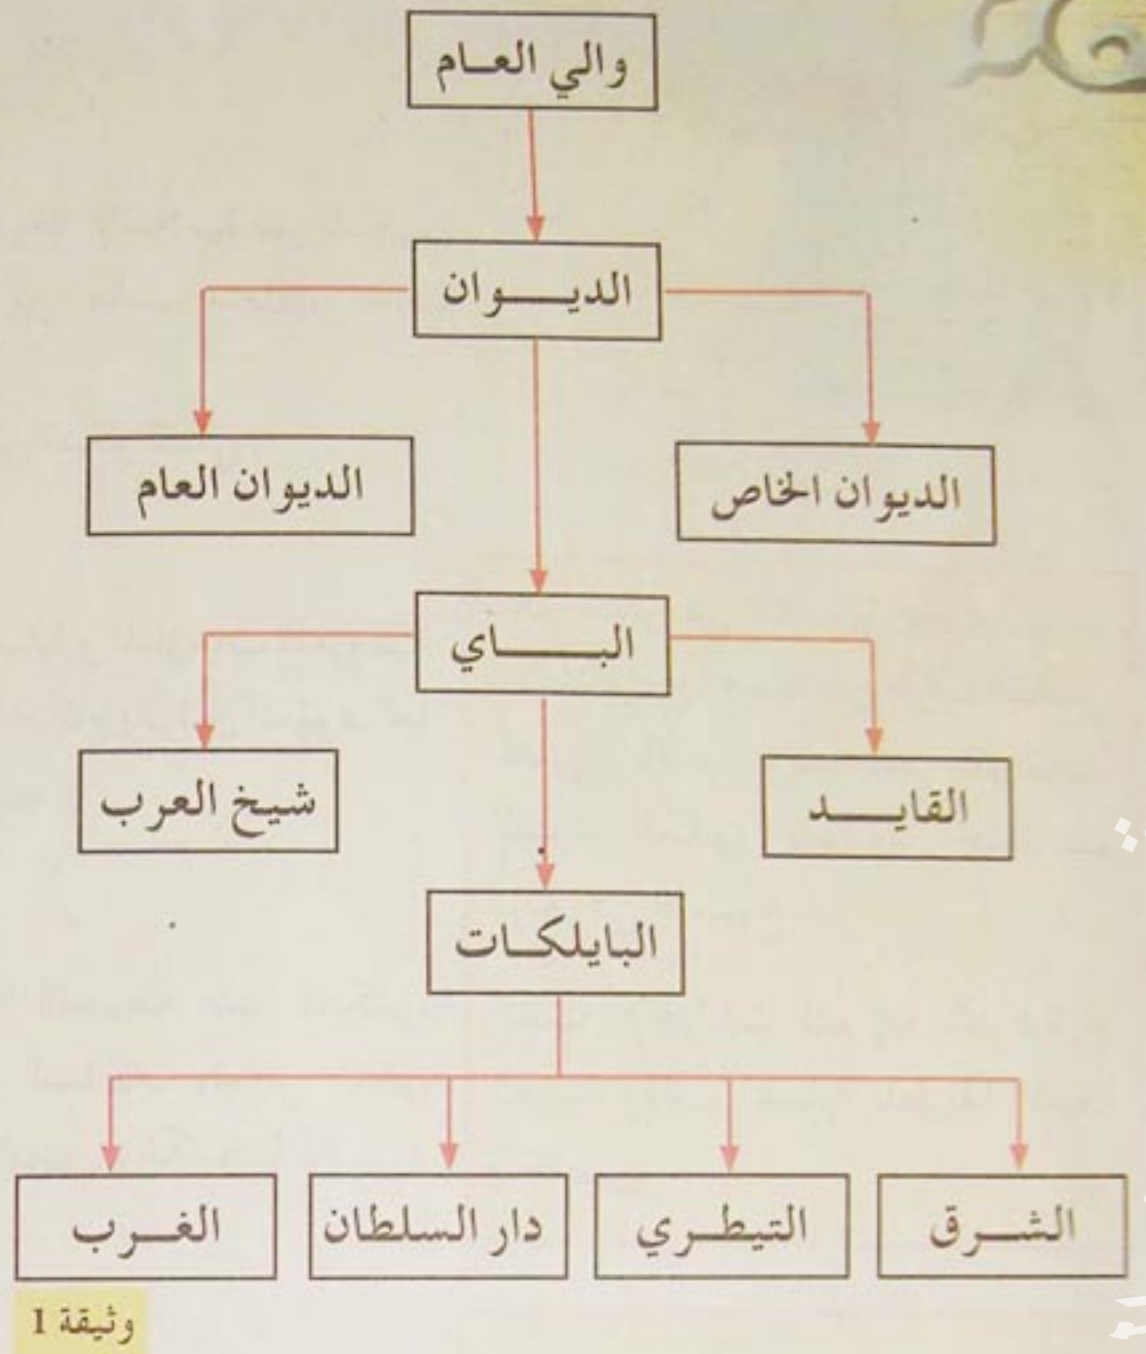 والي العام
الديوان
الديوان الخاص
الديوان العام
الباي
القايد
شيخ العرب
البايلكات
الشرق
التيطري
دار السلطان
الغرب
وثيقة 1